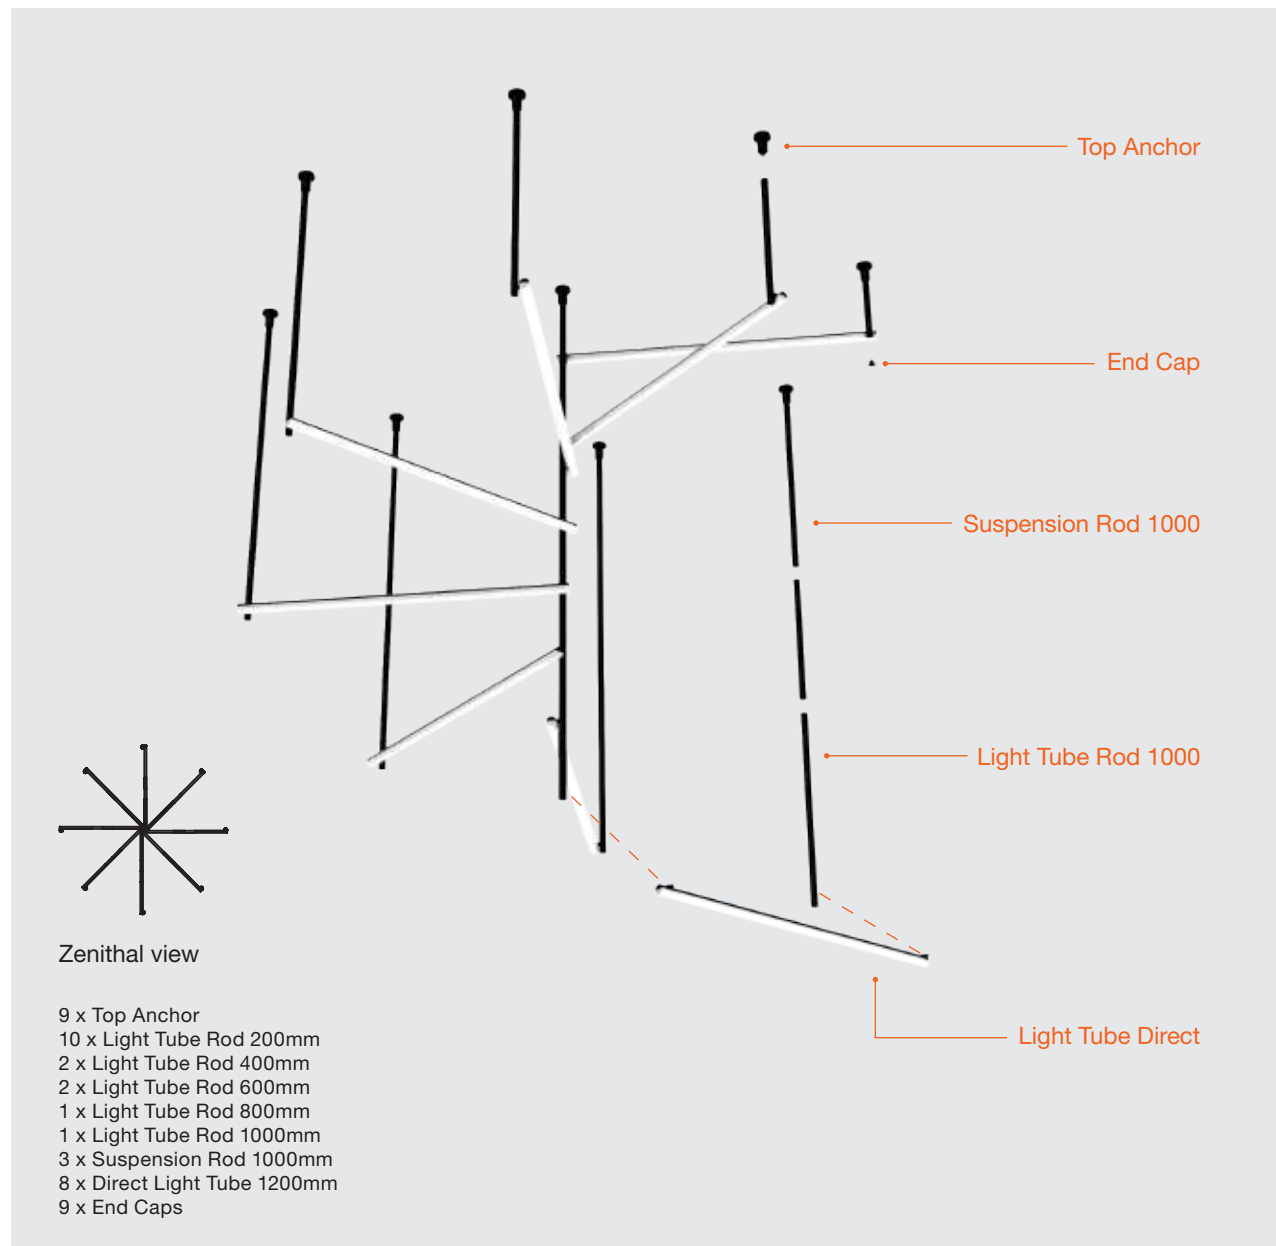 Top Anchor
End Cap
Suspension Rod 1000
Light Tube Rod 1000
Light Tube Direct
Zenithal view
9 x Top Anchor
10 x Light Tube Rod 200mm
2 x Light Tube Rod 400mm
2 x Light Tube Rod 600mm
1 x Light Tube Rod 800mm
1 x Light Tube Rod 1000mm
3 x Suspension Rod 1000mm
8 x Direct Light Tube 1200mm
9 x End Caps